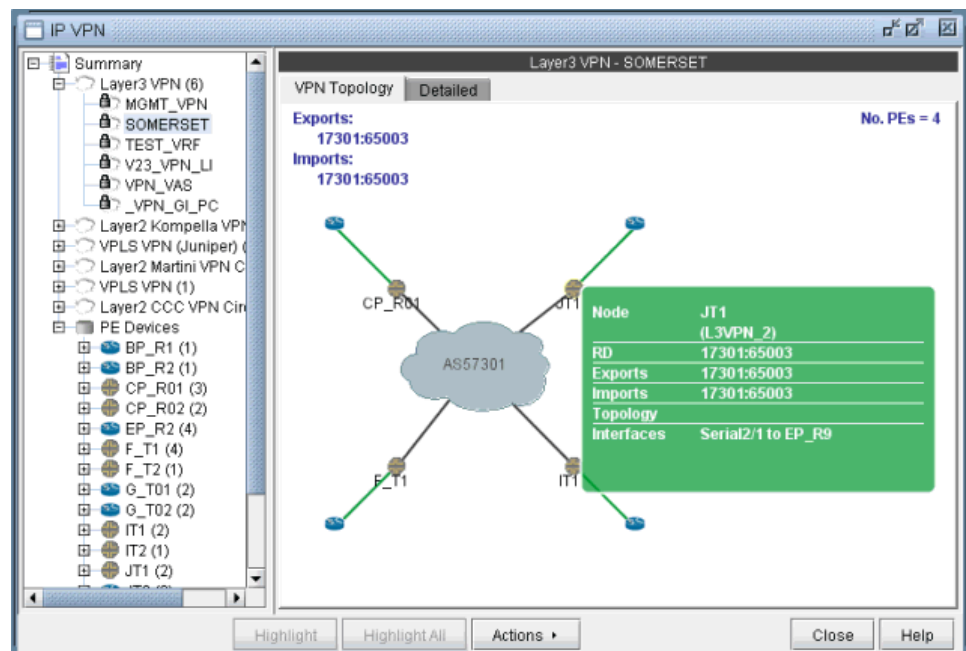 IP VPN
Summary
Layer3 VPN (6)
MGMT_VPN
SOMERSET
TEST_VRF
V23_VPN_LI
VPN_VAS
_VPN_GI_PC
Layer2 Kompella VPN
VPLS VPN (Juniper) (
Layer2 Martini VPN C
VPLS VPN (1)
Layer2 CCC VPN Cir
PE Devices
BP_R1 (1)
BP_R2 (1)
CP_R01 (3)
CP_R02 (2)
EP_R2 (4)
F_T1 (4)
F_T2 (1)
G_T01 (2)
G_T02 (2)
IT1 (2)
IT2 (1)
JT1 (2)
Layer3 VPN - SOMERSET
VPN Topology Detailed
Exports: No. PEs = 4
17301:65003
Imports:
17301:65003
CP_R01 JT1
AS57301
F_T1 IT1
Node JT1
(L3VPN_2)
RD 17301:65003
Exports 17301:65003
Imports 17301:65003
Topology
Interfaces Serial2/1 to EP_R9
Highlight Highlight All Actions Close Help